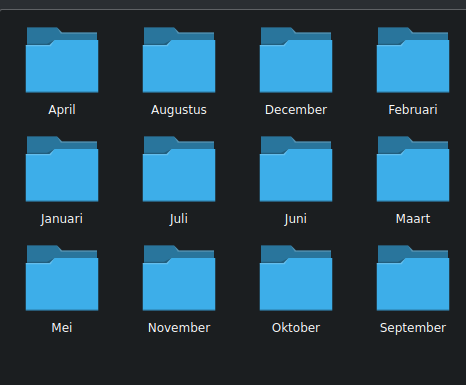 April
Augustus
December
Februari
Januari
Juli
Juni
Maart
Mei
November
Oktober
September